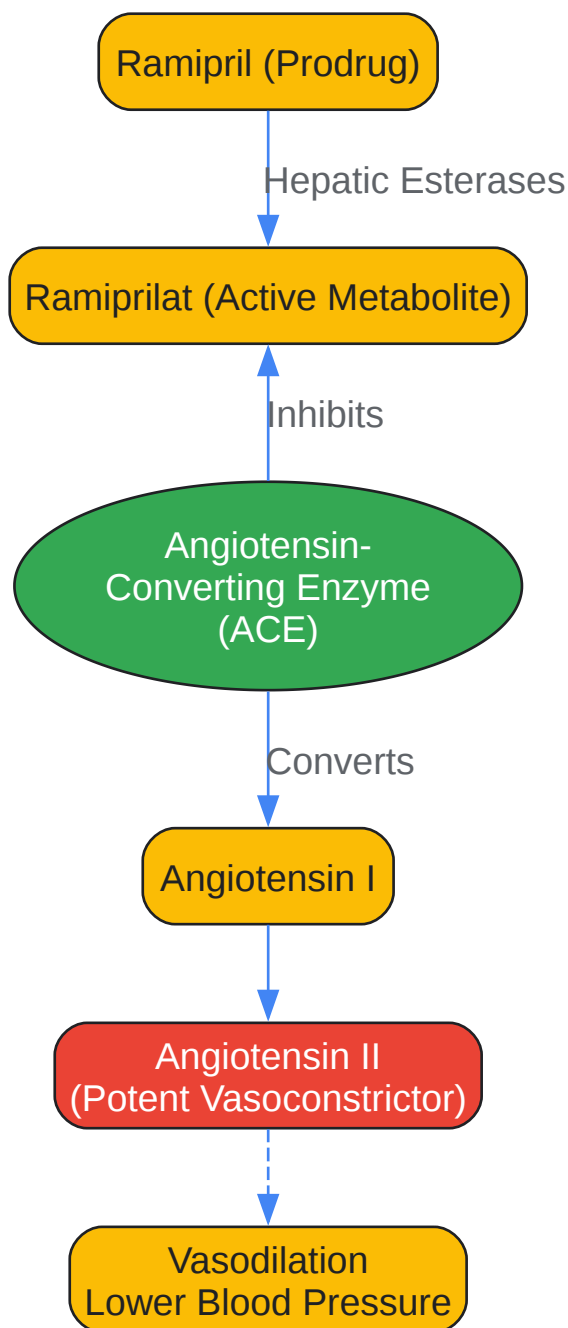 Ramipril (Prodrug)
Hepatic Esterases
Ramiprilat (Active Metabolite)
Inhibits
Angiotensin-
Converting Enzyme
(ACE)
Converts
Angiotensin I
Angiotensin II
(Potent Vasoconstrictor)
Vasodilation
Lower Blood Pressure